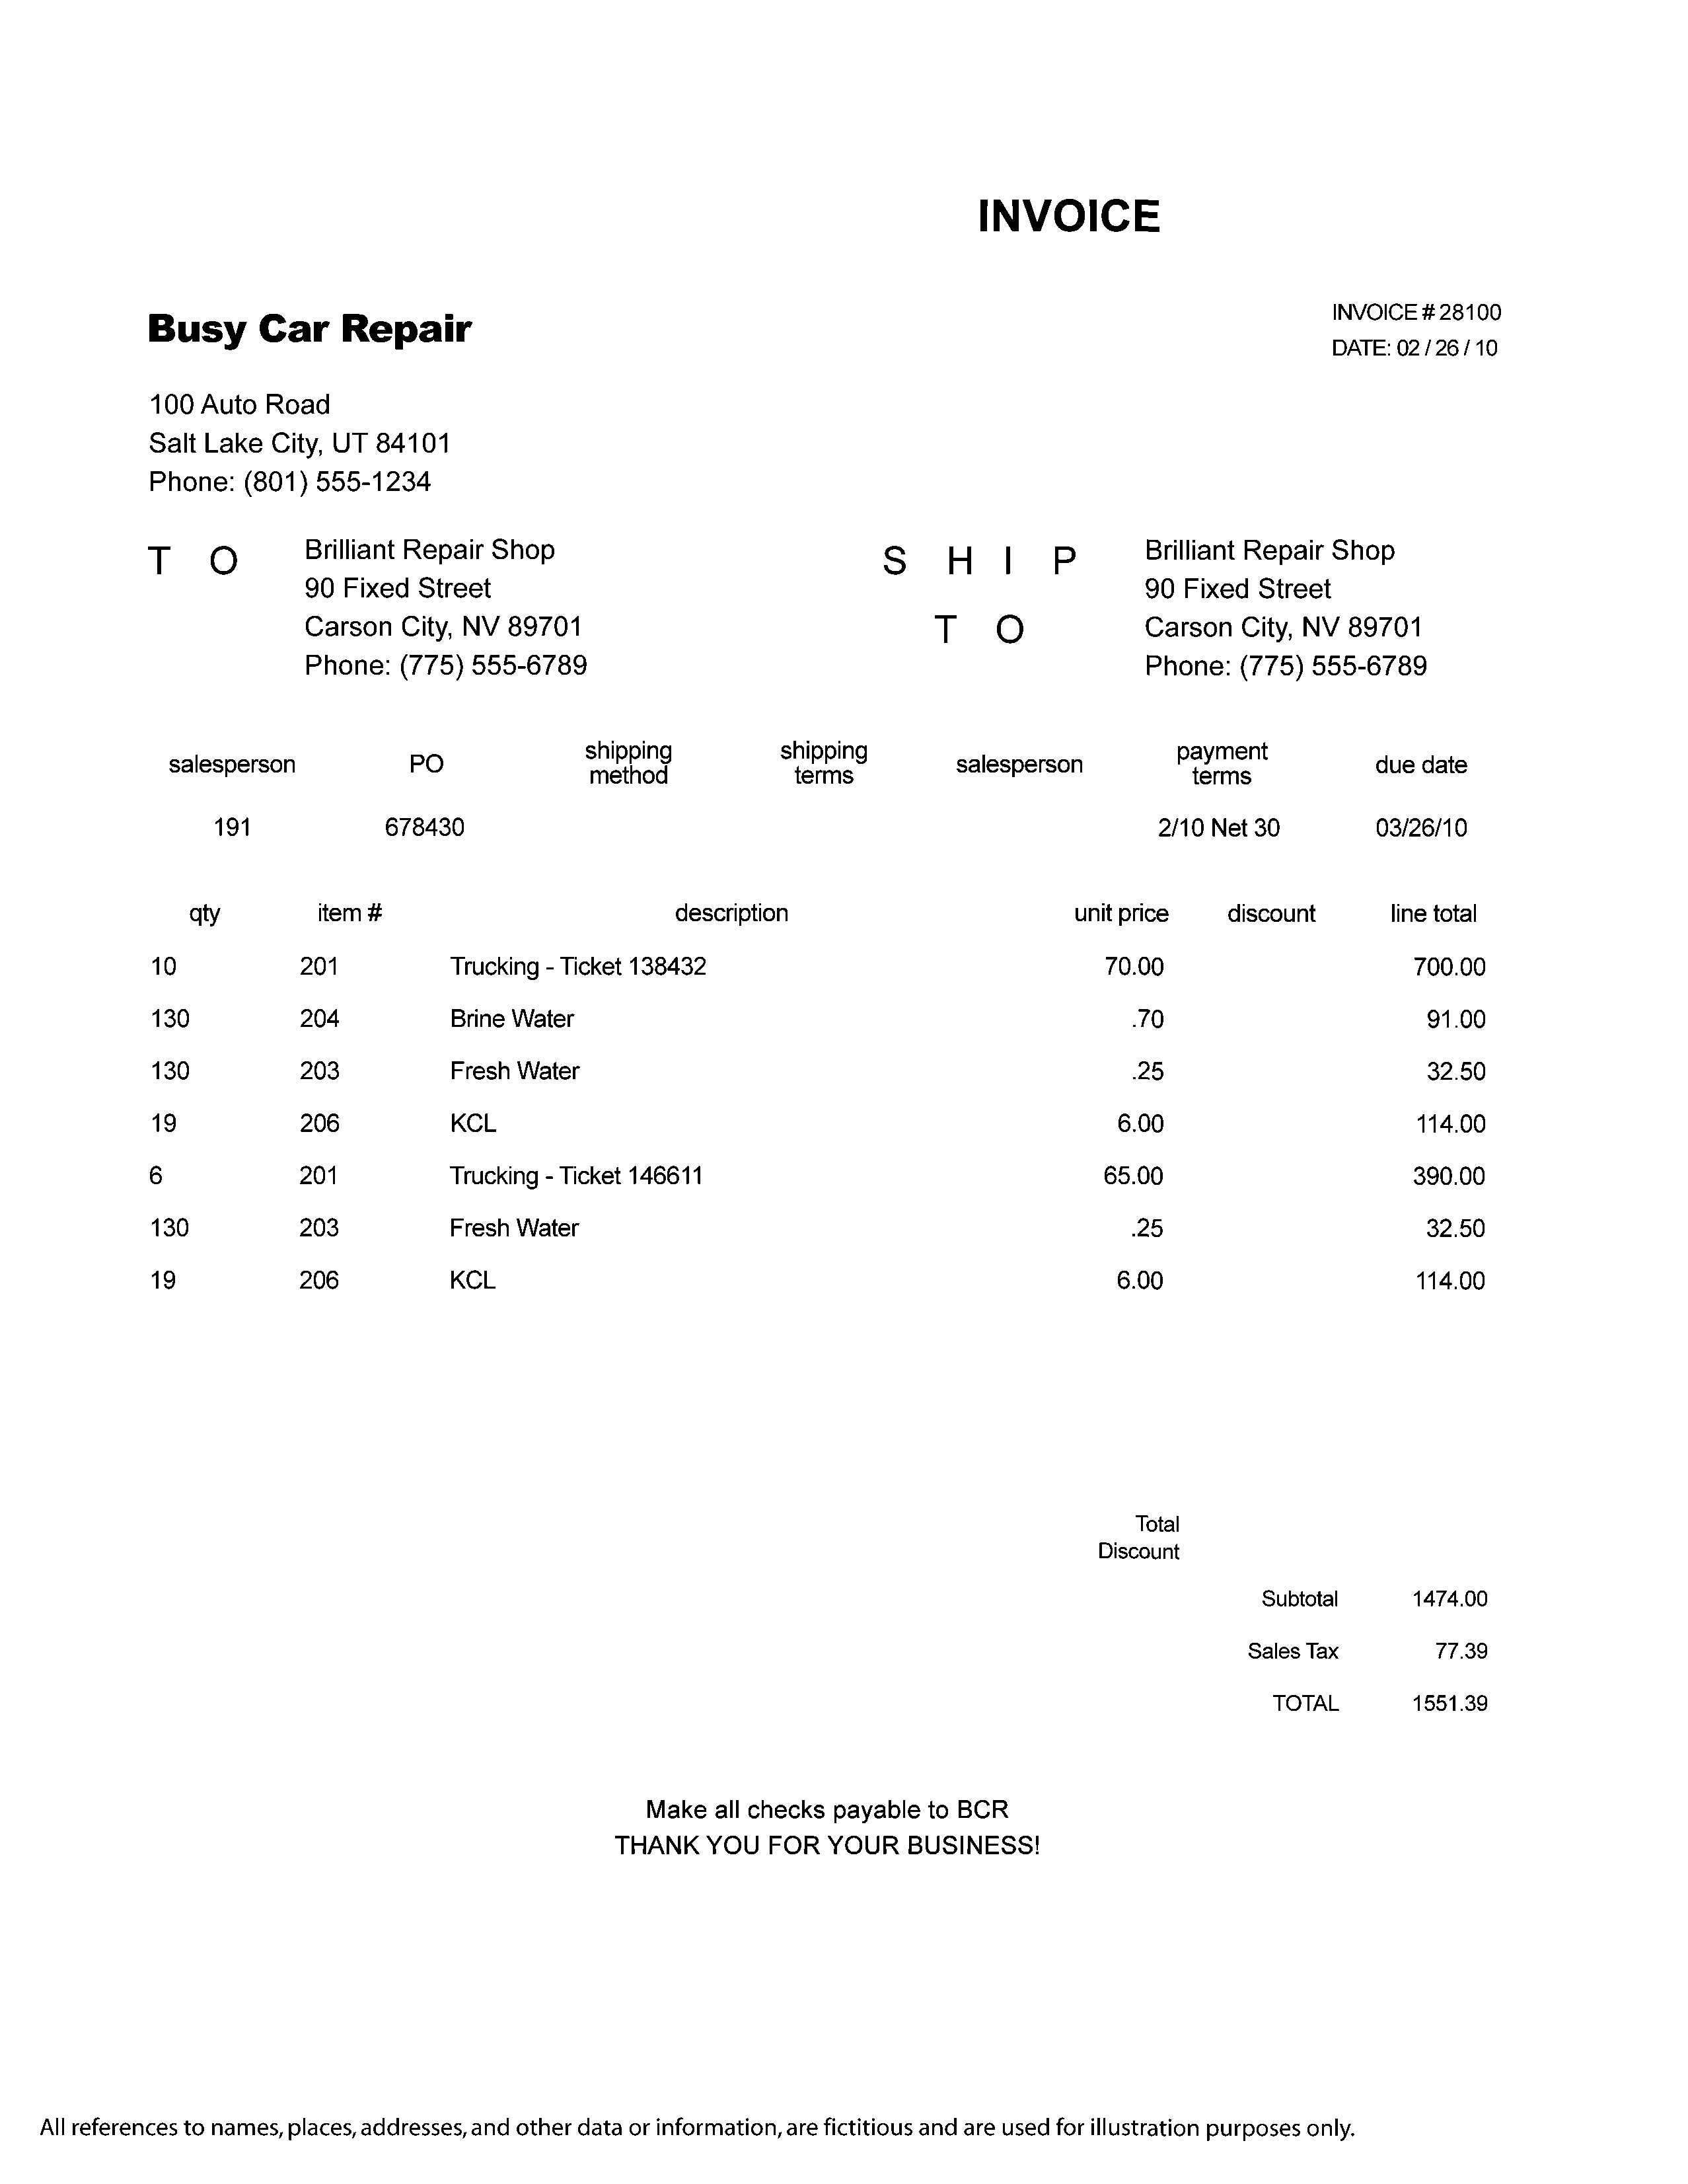 INVOICE
Busy Car Repair
INVOICE # 28100
DATE: 02 / 26 / 10
100 Auto Road
Salt Lake City, UT 84101
Phone: (801) 555-1234
TO
Brilliant Repair Shop
90 Fixed Street
Carson City, NV 89701
Phone: (775) 555-6789
SHIP
TO
Brilliant Repair Shop
90 Fixed Street
Carson City, NV 89701
Phone: (775) 555-6789
salesperson PO shipping method shipping terms salesperson payment terms due date
191 678430 2/10 Net 30 03/26/10
qty item # description unit price discount line total
10 201 Trucking - Ticket 138432 70.00 700.00
130 204 Brine Water .70 91.00
130 203 Fresh Water .25 32.50
19 206 KCL 6.00 114.00
6 201 Trucking - Ticket 146611 65.00 390.00
130 203 Fresh Water .25 32.50
19 206 KCL 6.00 114.00
Total
Discount
Subtotal 1474.00
Sales Tax 77.39
TOTAL 1551.39
Make all checks payable to BCR
THANK YOU FOR YOUR BUSINESS!
All references to names, places, addresses, and other data or information, are fictitious and are used for illustration purposes only.